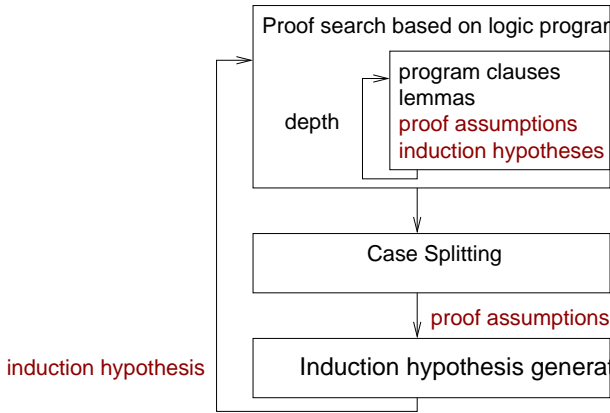 Proof search based on logic program
program clauses
lemmas
depth
proof assumptions
induction hypotheses
Case Splitting
proof assumptions
induction hypothesis
Induction hypothesis generat